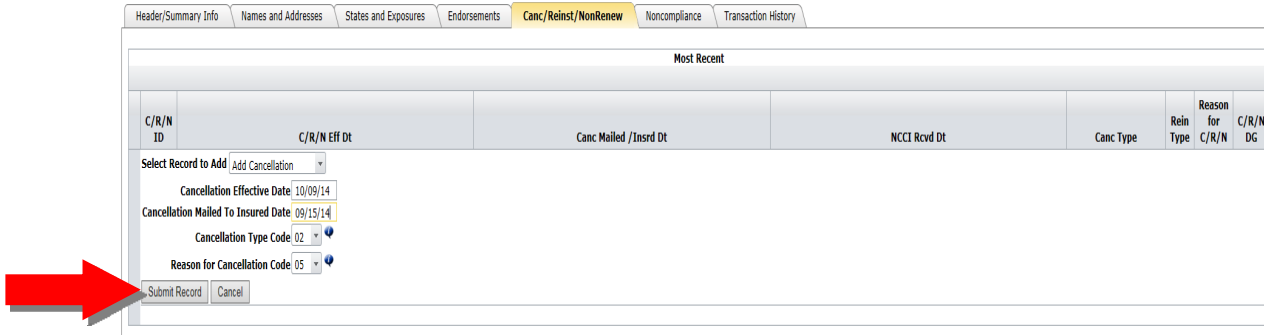 Header/Summary Info Names and Addresses States and Exposures Endorsements Canc/Reinst/NonRenew Noncompliance Transaction History
Most Recent
C/R/N ID C/R/N Eff Dt Canc Mailed /Insrd Dt NCCI Rcvd Dt Canc Type Rein Type Reason for C/R/N C/R/N DG
Select Record to Add Add Cancellation
Cancellation Effective Date 10/09/14
Cancellation Mailed To Insured Date 09/15/14
Cancellation Type Code 02
Reason for Cancellation Code 05
Submit Record Cancel